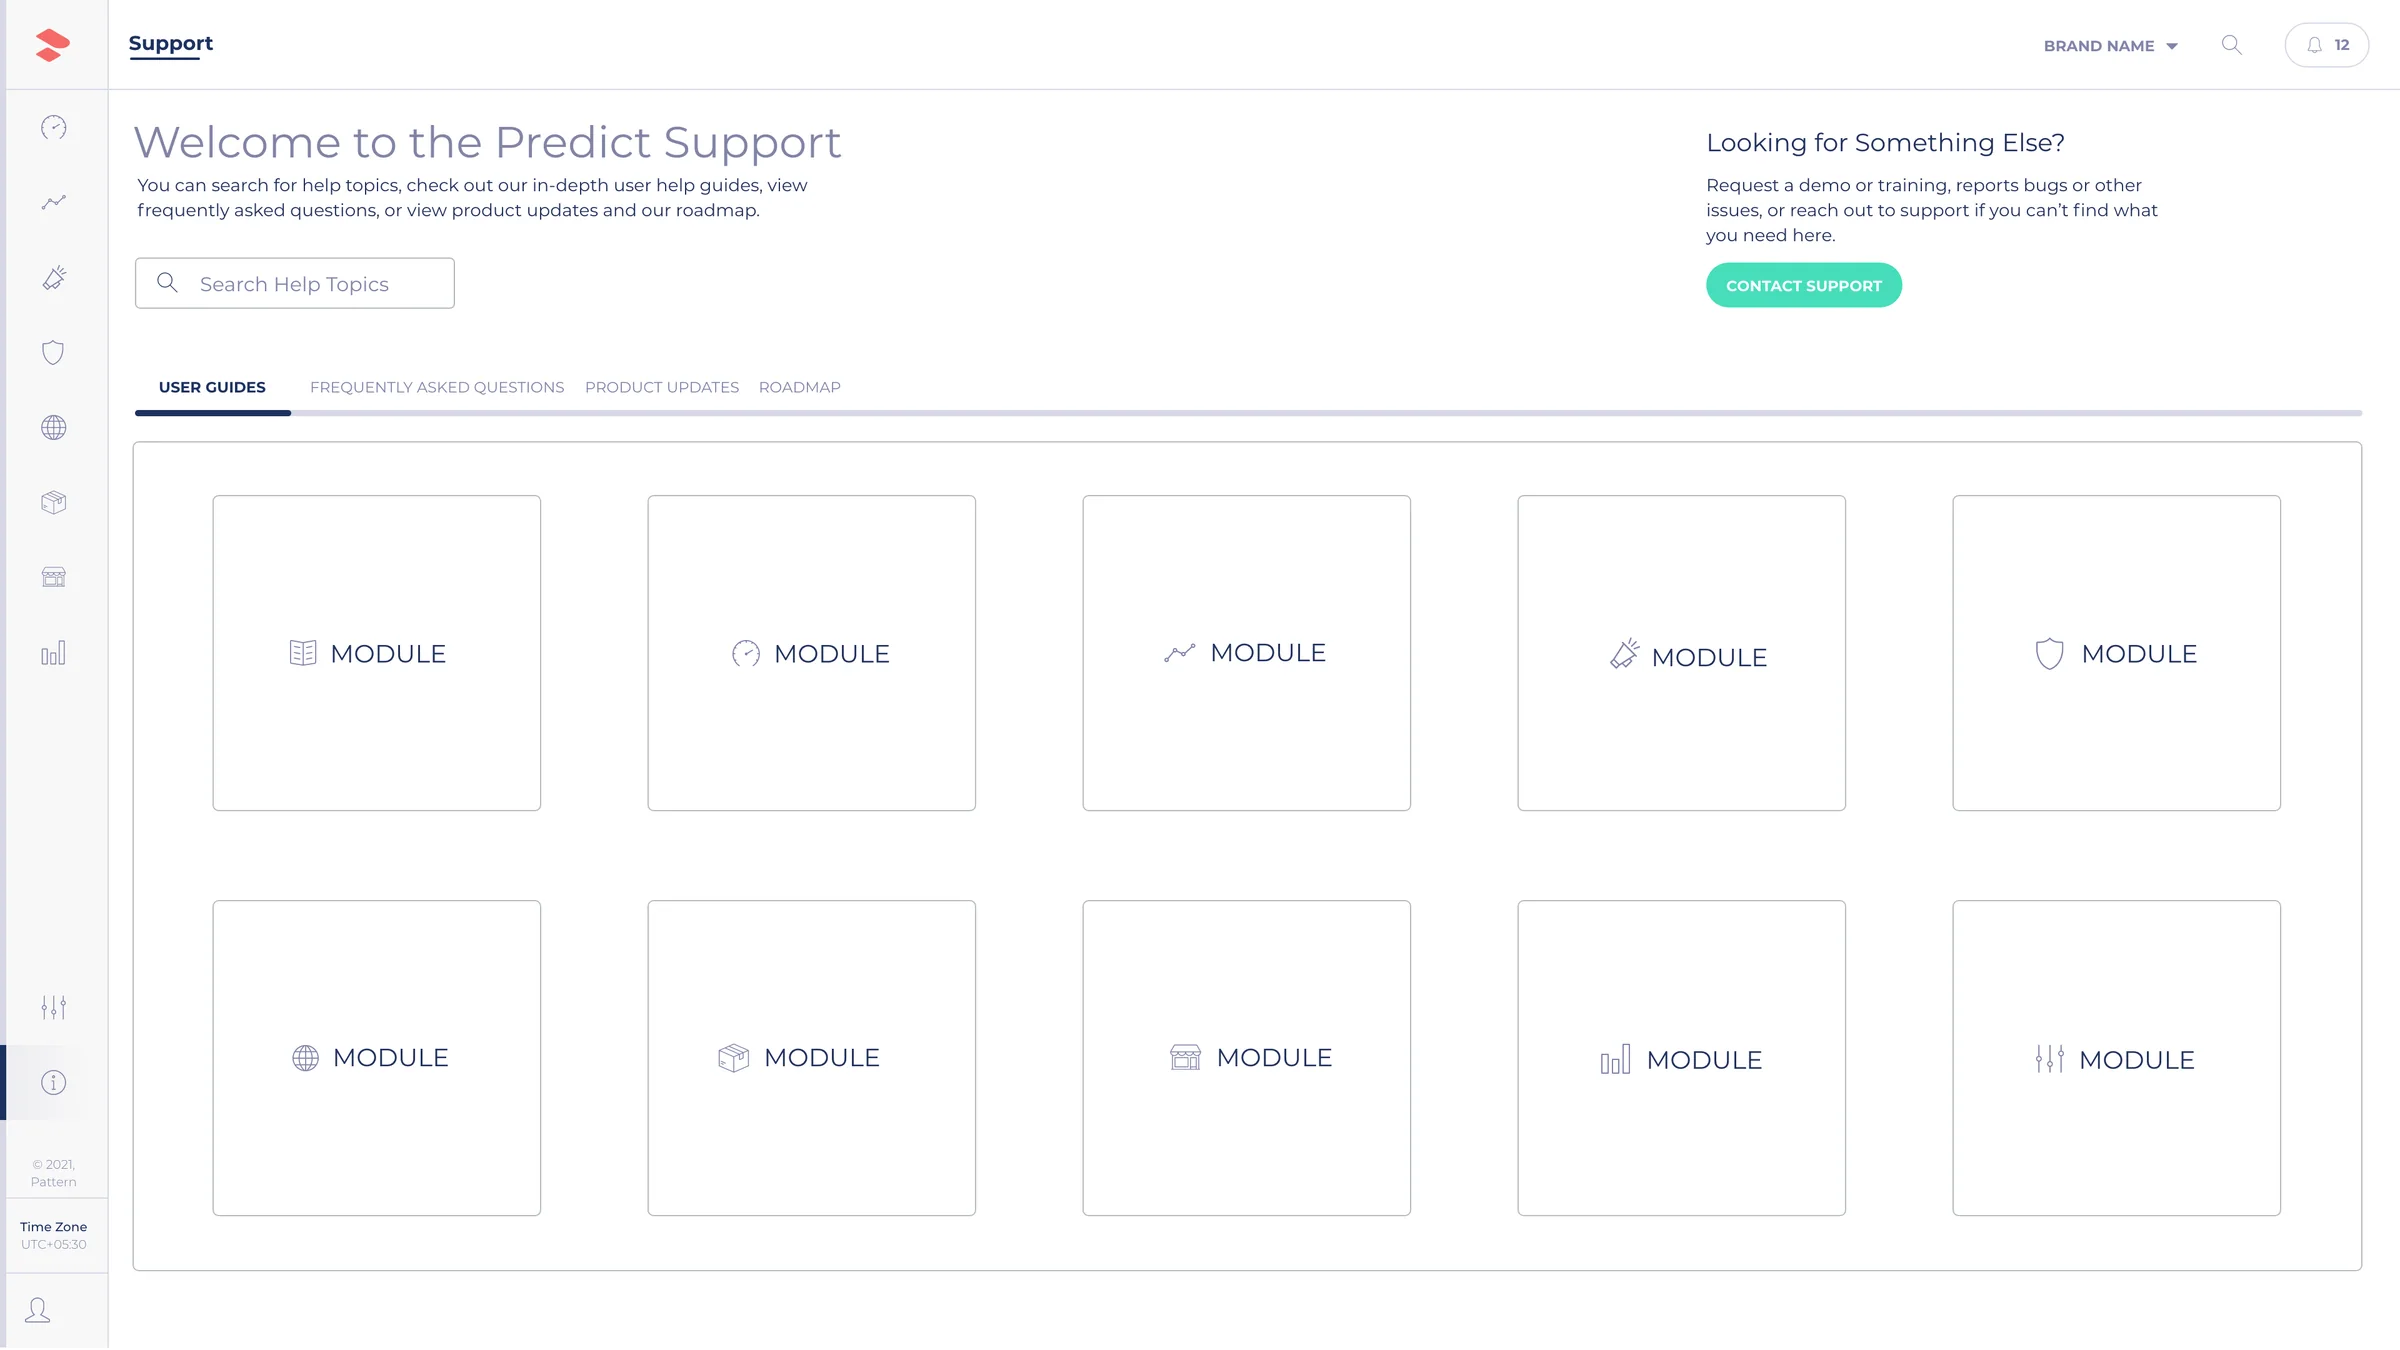 Support
BRAND NAME
12
Welcome to the Predict Support
You can search for help topics, check out our in-depth user help guides, view
frequently asked questions, or view product updates and our roadmap.
Search Help Topics
Looking for Something Else?
Request a demo or training, reports bugs or other
issues, or reach out to support if you can’t find what
you need here.
CONTACT SUPPORT
USER GUIDES
FREQUENTLY ASKED QUESTIONS
PRODUCT UPDATES
ROADMAP
MODULE
MODULE
MODULE
MODULE
MODULE
MODULE
MODULE
MODULE
MODULE
MODULE
© 2021,
Pattern
Time Zone
UTC+05:30